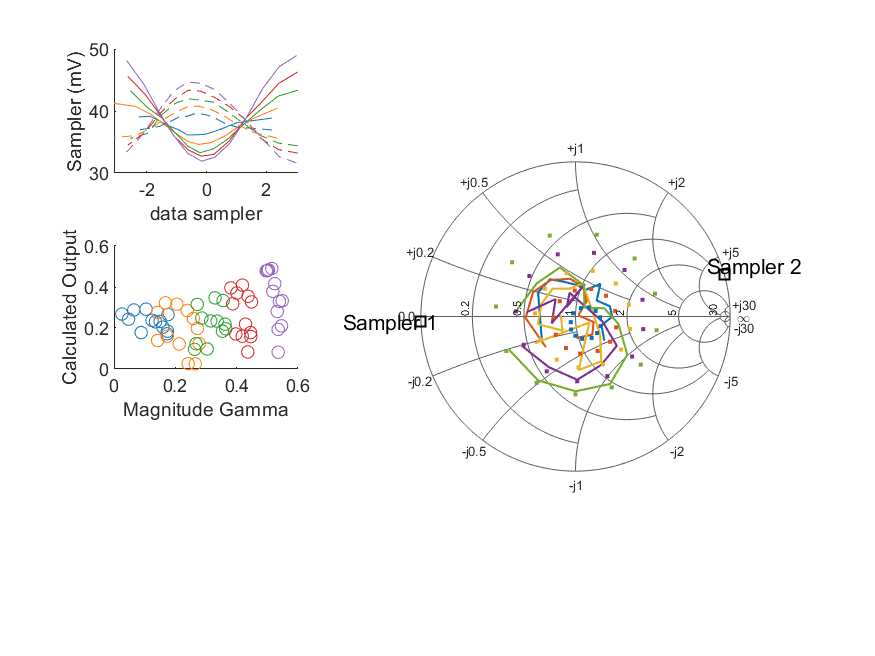 50
40
30
Sampler (mV)
-2
0
2
data sampler
0.6
0.4
0.2
0
Calculated Output
0
0.2
0.4
0.6
Magnitude Gamma
+j1
+j0.5
+j2
+j0.2
+j5
Sampler 2
0.2
0.5
1
2
5
30
+j30
∞
-j30
0.0
Sampler 1
-j0.2
-j5
-j0.5
-j2
-j1